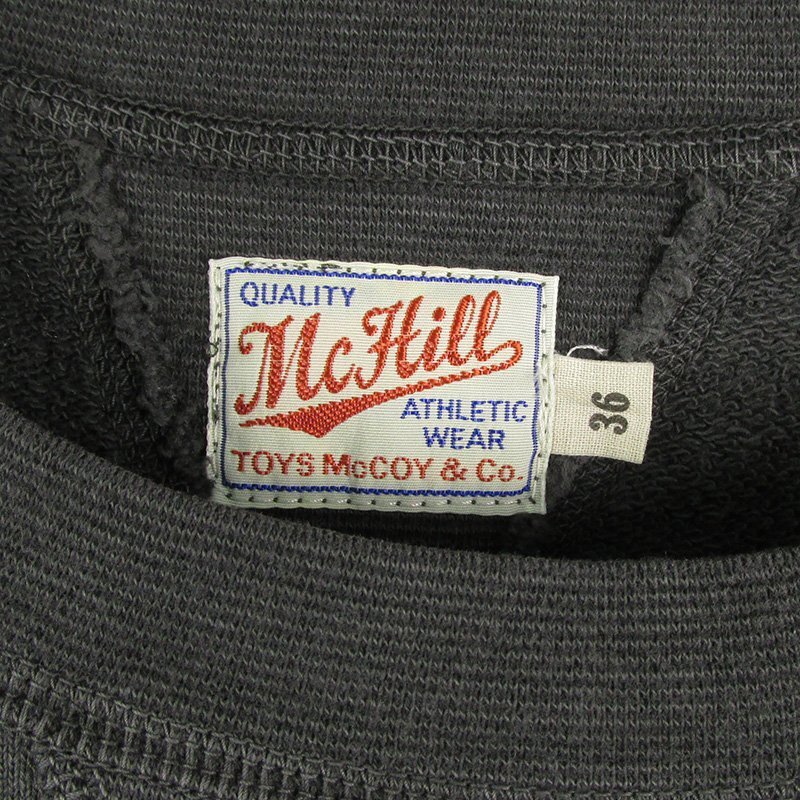 QUALITY
McHill
ATHLETIC
WEAR
TOYS McCOY & Co.
36